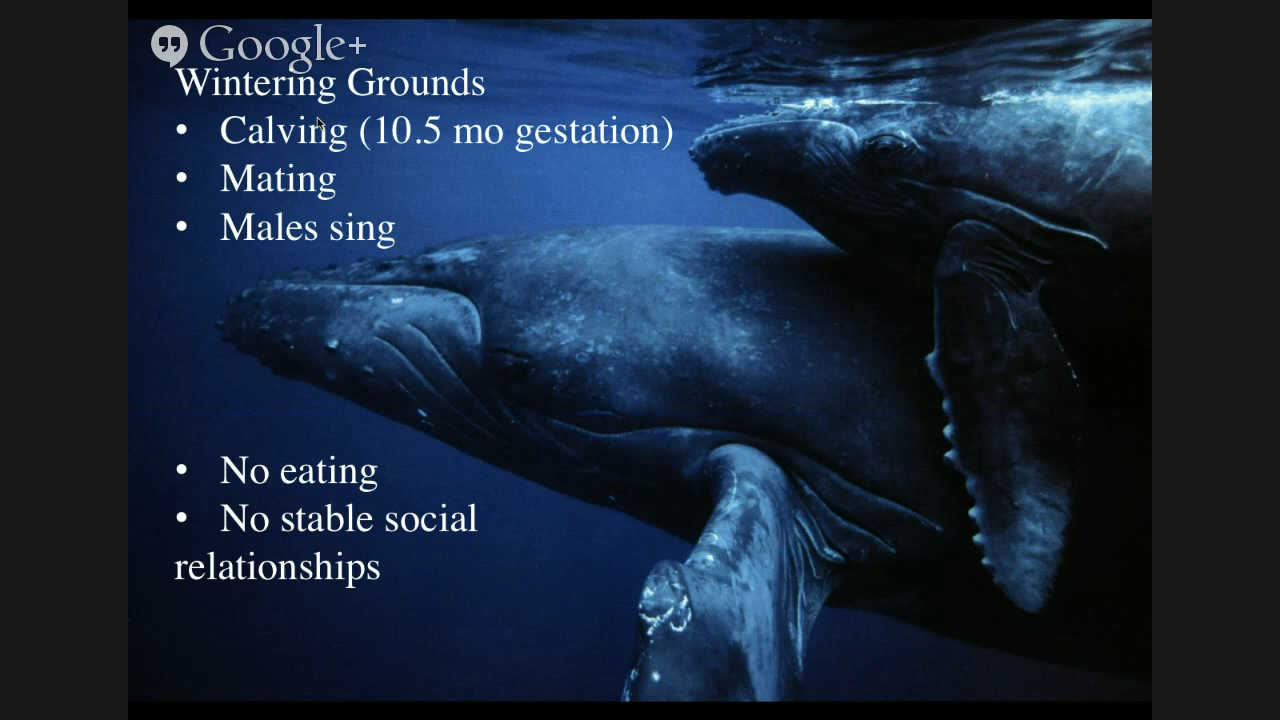 Google+
Wintering Grounds
• Calving (10.5 mo gestation)
• Mating
• Males sing
• No eating
• No stable social
relationships